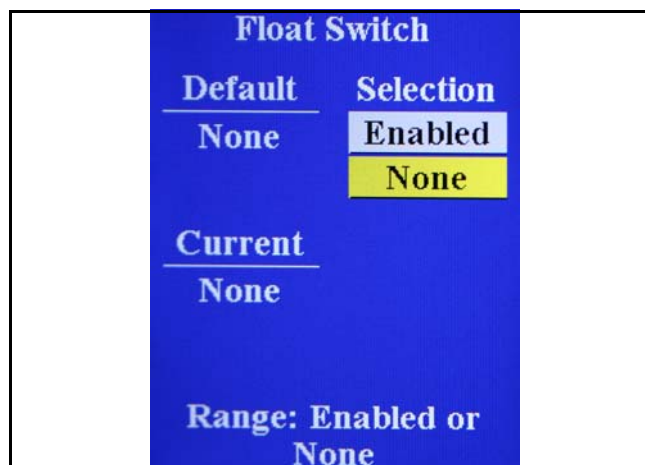 Float Switch
Default
None
Selection
Enabled
None
Current
None
Range: Enabled or
None